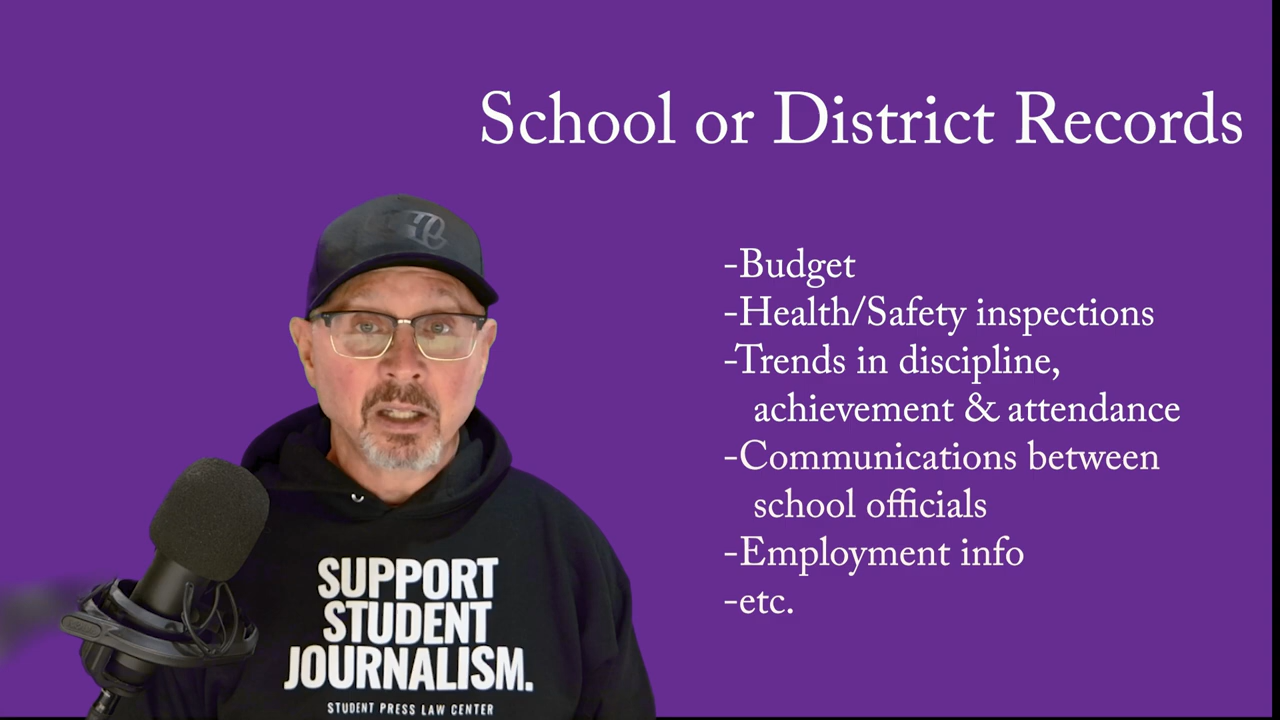 School or District Records
-Budget
-Health/Safety inspections
-Trends in discipline,
achievement & attendance
-Communications between
school officials
-Employment info
-etc.
SUPPORT
STUDENT
JOURNALISM.
STUDENT PRESS LAW CENTER